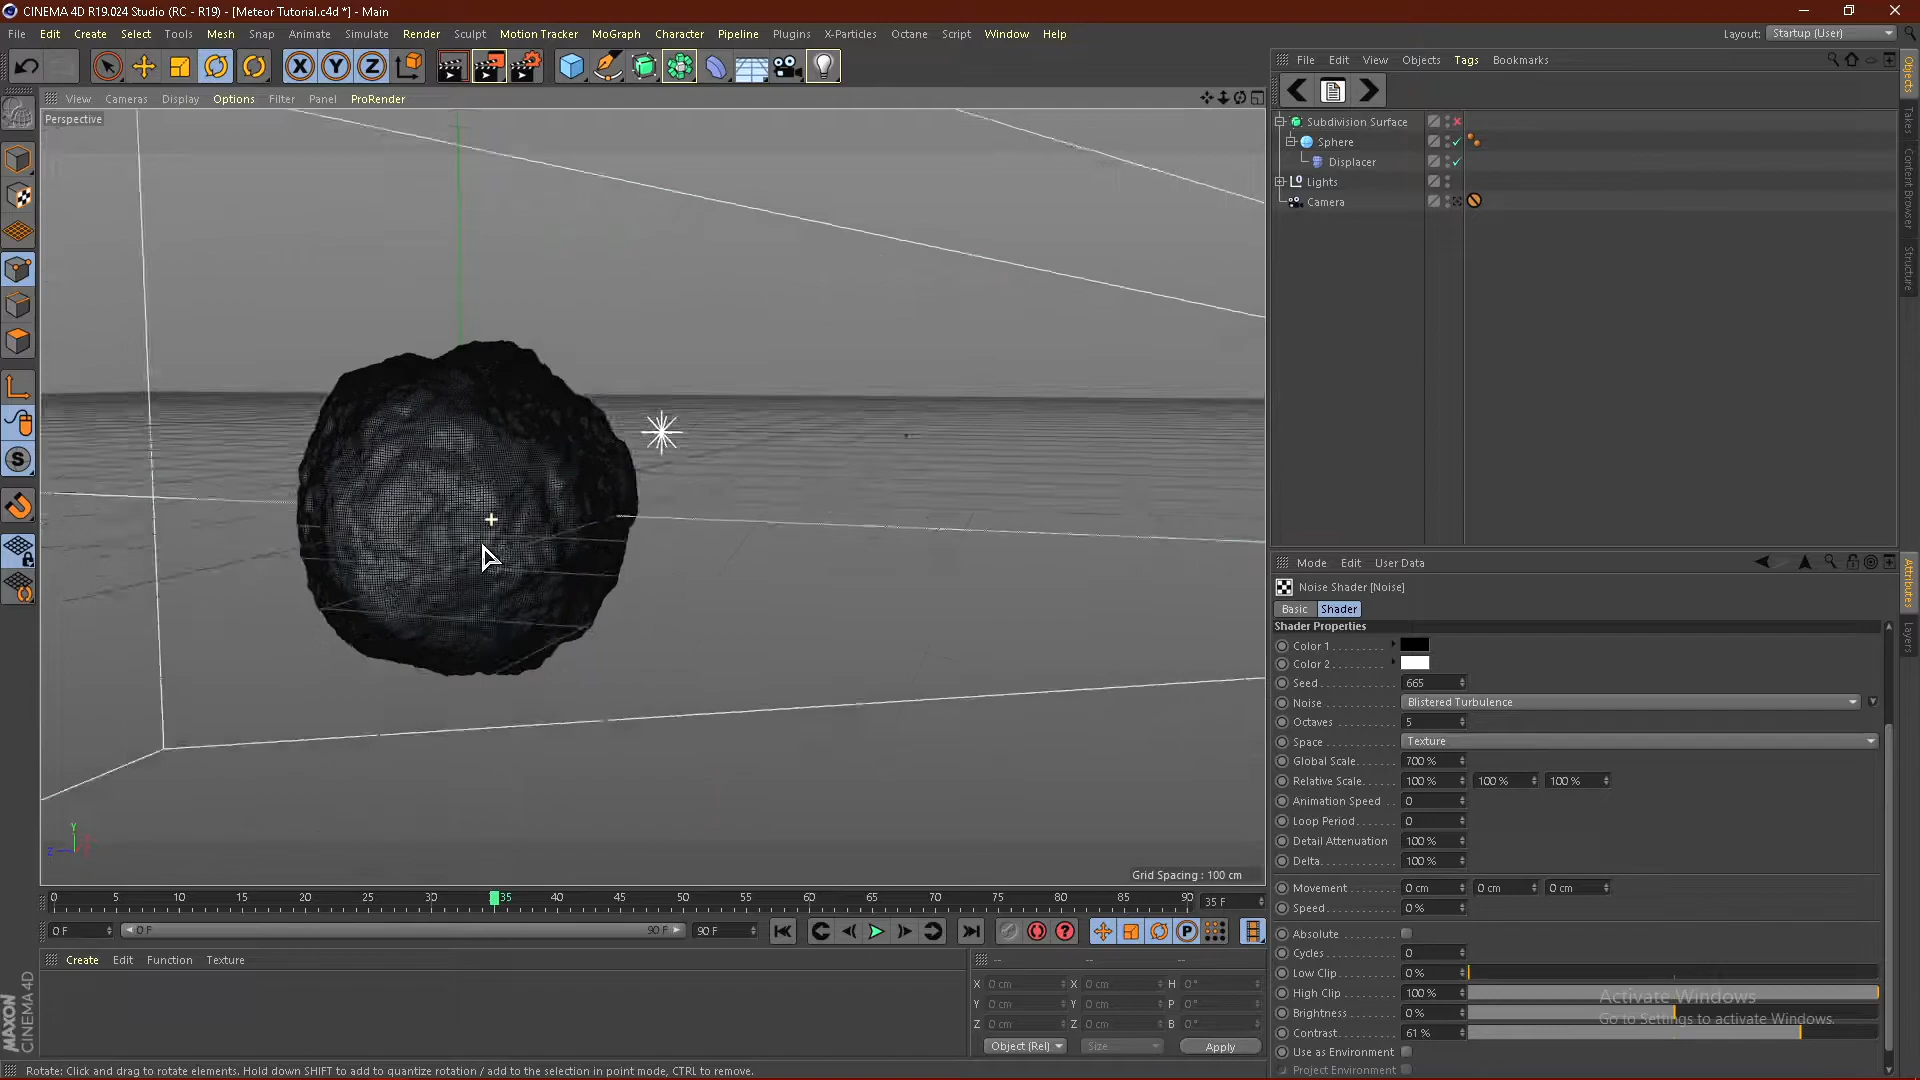 CINEMA 4D R19.024 Studio (RC - R19) - [Meteor Tutorial.c4d *] - Main
File Edit Create Select Tools Mesh Snap Animate Simulate Render Sculpt Motion Tracker MoGraph Character Pipeline Plugins X-Particles Octane Script Window Help
Layout: Startup (User)
X Y Z
File Edit View Objects Tags Bookmarks
View Cameras Display Options Filter Panel ProRender
Perspective
Subdivision Surface
Sphere
Displacer
Lights
Camera
Objects
Takes
Content Browser
Structure
Mode Edit User Data
Noise Shader [Noise]
Basic Shader
Shader Properties
Color 1
Color 2
Seed 665
Noise Blistered Turbulence
Octaves 5
Space Texture
Global Scale 700 %
Relative Scale 100 % 100 % 100 %
Animation Speed 0
Loop Period 0
Detail Attenuation 100 %
Delta 100 %
Movement 0 cm 0 cm 0 cm
Speed 0 %
Absolute
Cycles 0
Low Clip 0 %
High Clip 100 %
Brightness 0 %
Contrast 61 %
Use as Environment
Project Environment
Attributes
Layers
Activate Windows
Go to Settings to activate Windows.
Y
Z
Grid Spacing : 100 cm
0 5 10 15 20 25 30 35 40 45 50 55 60 65 70 75 80 85 90 35 F
0 F 0 F 90 F 90 F
Create Edit Function Texture
-- -- --
X 0 cm X 0 cm H 0 °
Y 0 cm Y 0 cm P 0 °
Z 0 cm Z 0 cm B 0 °
Object (Rel) Size Apply
MAXON
CINEMA 4D
Rotate: Click and drag to rotate elements. Hold down SHIFT to add to quantize rotation / add to the selection in point mode, CTRL to remove.